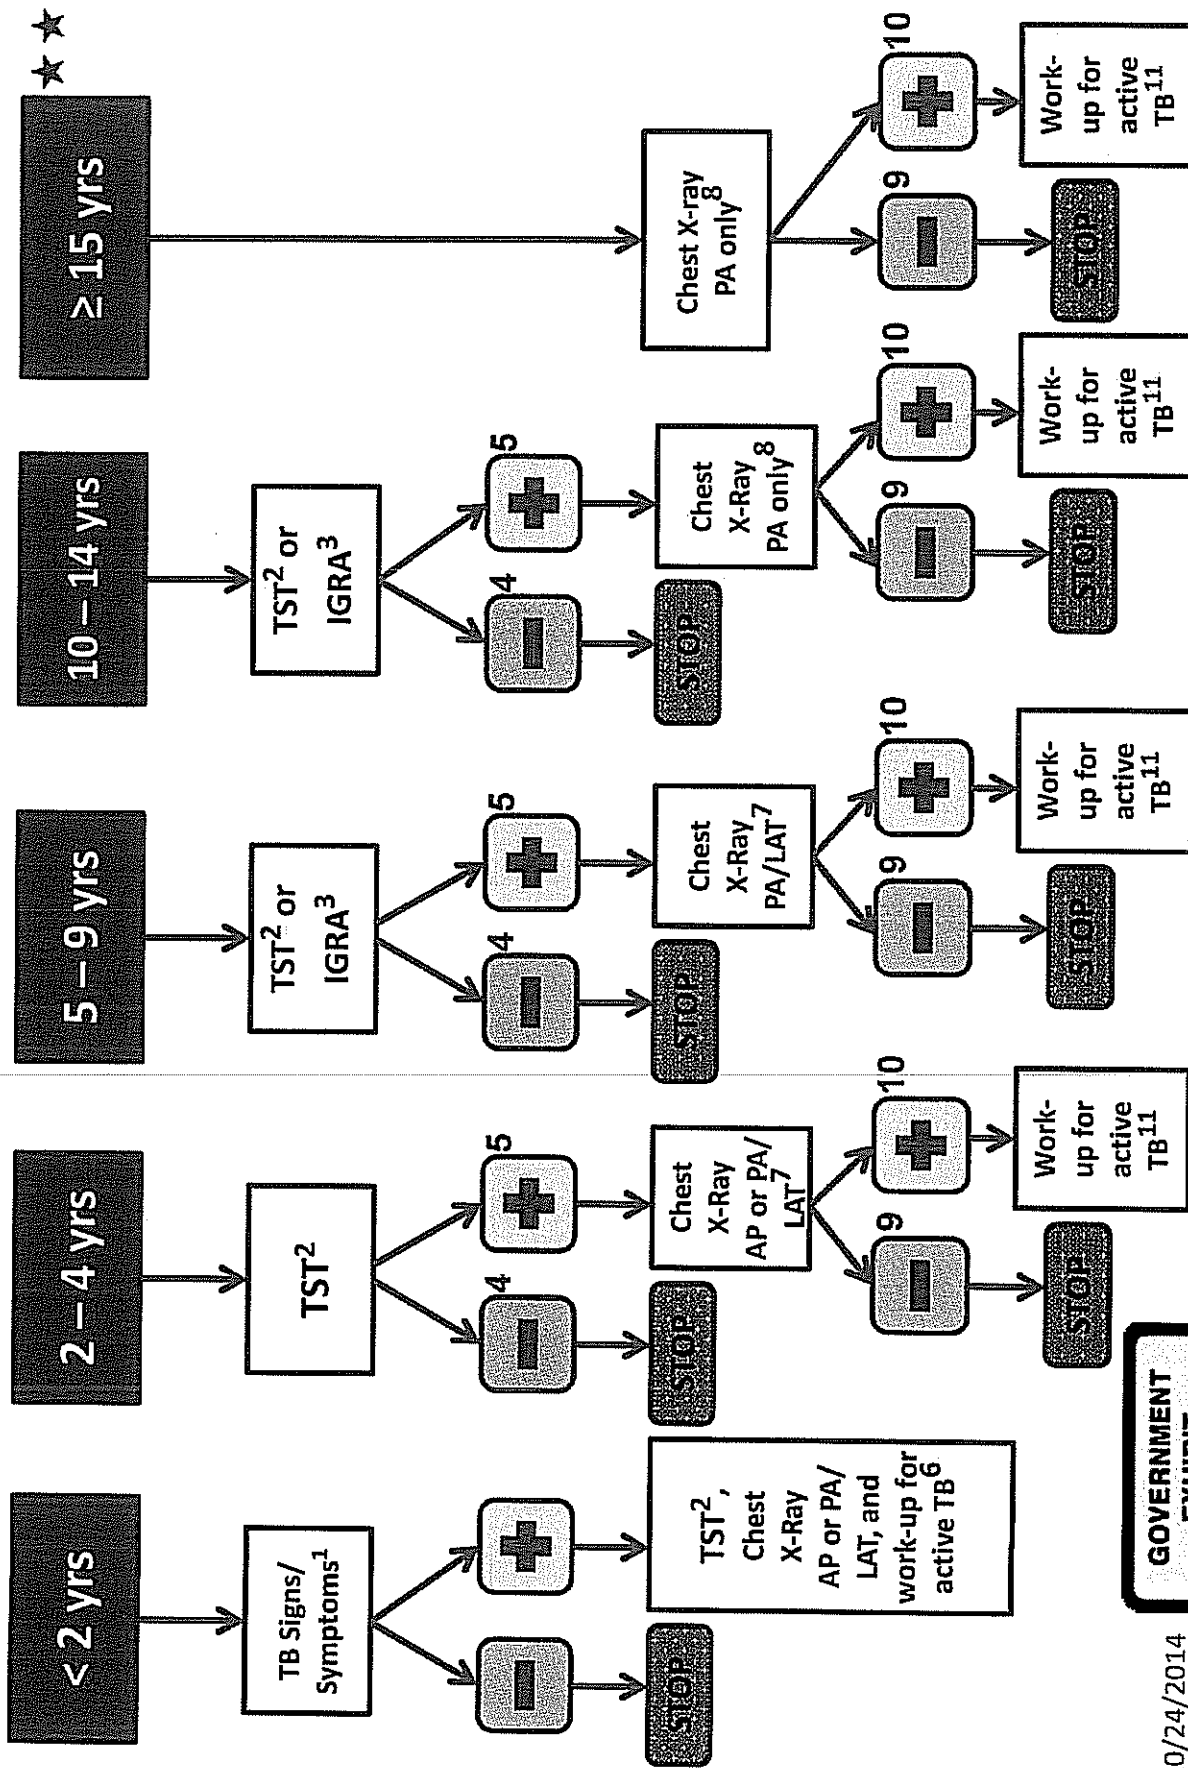 < 2 yrs
TB Signs/
Symptoms1
STOP
TST2,
Chest
X-Ray
AP or PA/
LAT, and
work-up for
active TB6
2 – 4 yrs
TST2
4
5
STOP
Chest
X-Ray
AP or PA/
LAT7
9
10
STOP
Work-
up for
active
TB11
5 – 9 yrs
TST2 or
IGRA3
4
5
STOP
Chest
X-Ray
PA/LAT7
9
10
STOP
Work-
up for
active
TB11
10 – 14 yrs
TST2 or
IGRA3
4
5
STOP
Chest
X-Ray
PA only8
9
10
STOP
Work-
up for
active
TB11
≥ 15 yrs
Chest X-ray
PA only8
9
10
STOP
Work-
up for
active
TB11
0/24/2014
GOVERNMENT
EXHIBIT